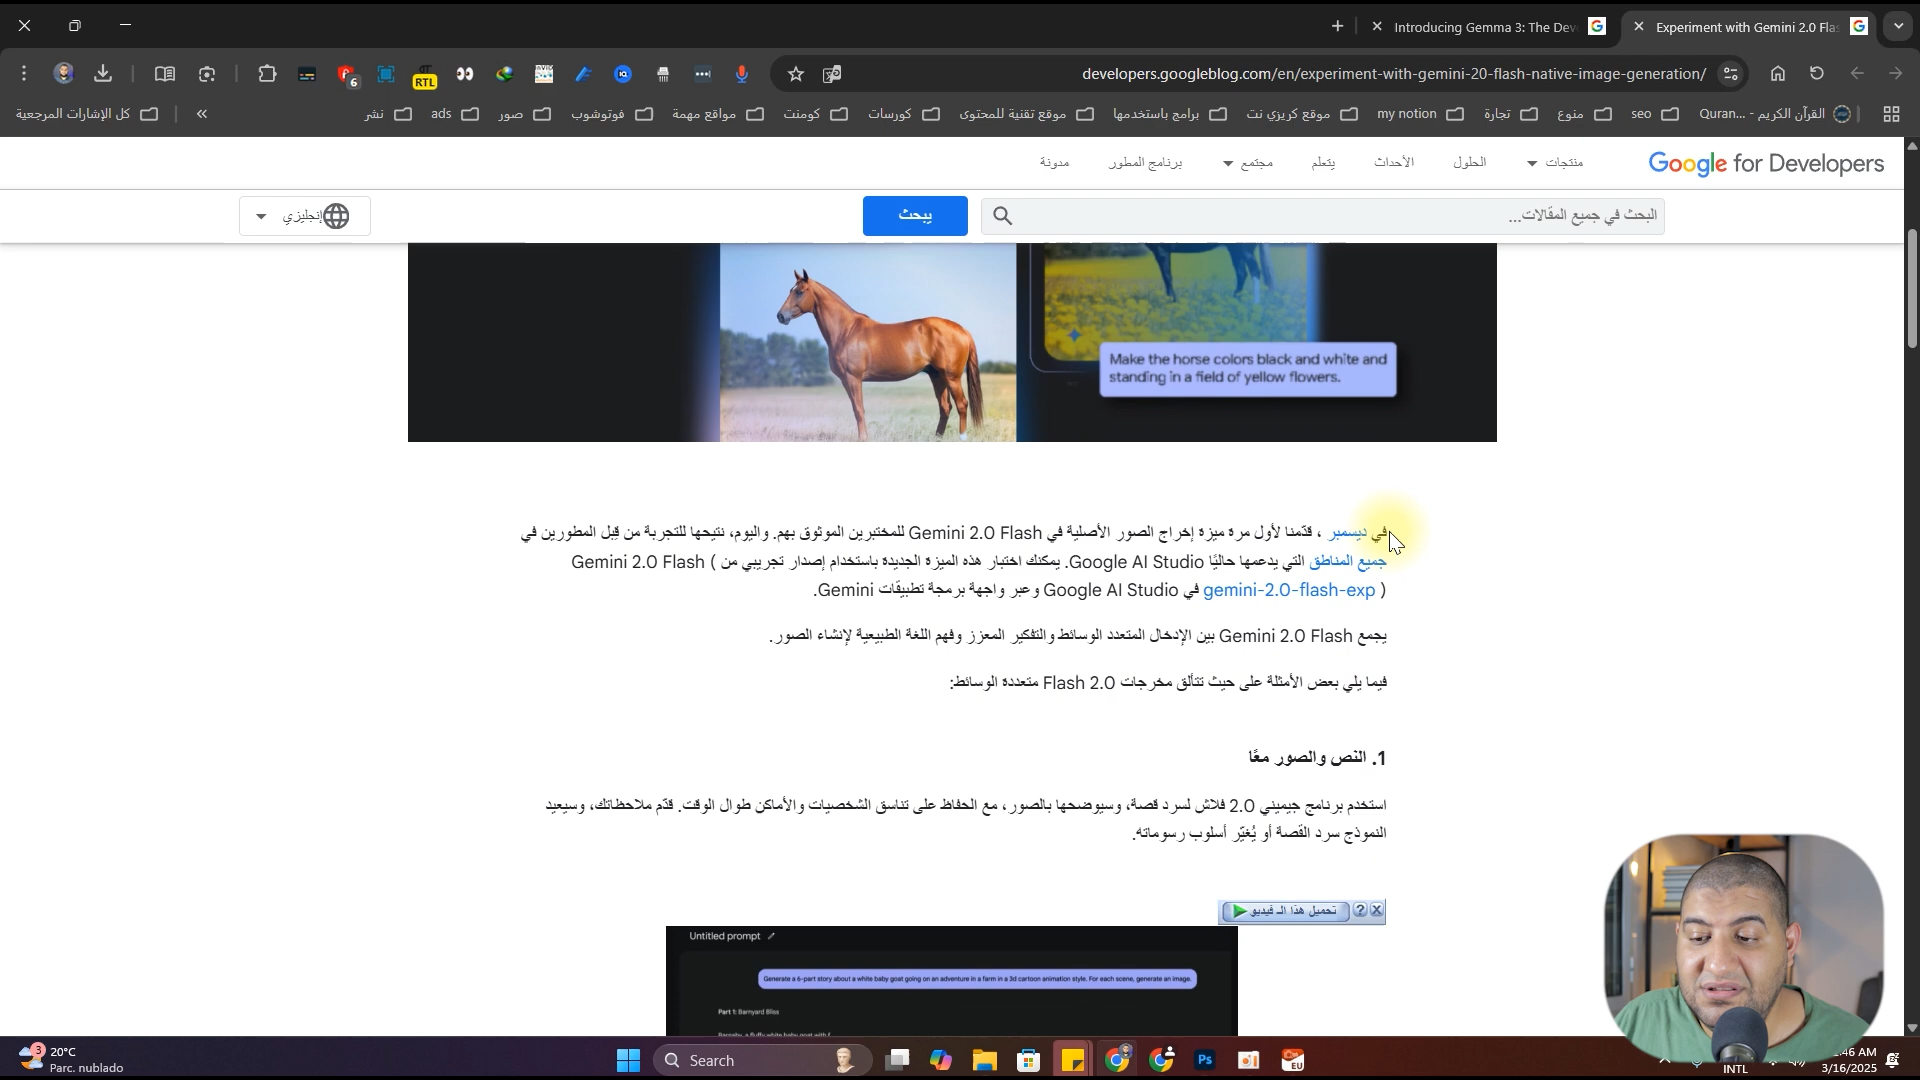 Introducing Gemma 3: The Dev
Experiment with Gemini 2.0 Flas
6
RTL
developers.googleblog.com/en/experiment-with-gemini-20-flash-native-image-generation/
القرآن الكريم - ...Quran
seo
منوع
تجارة
my notion
موقع كريزي نت
برامج باستخدمها
موقع تقنية للمحتوى
كورسات
كومنت
مواقع مهمة
فوتوشوب
صور
ads
نشر
«
كل الإشارات المرجعية
Google for Developers
منتجات
الحلول
الأحداث
يتعلم
مجتمع
برنامج المطور
مدونة
البحث في جميع المقالات...
يبحث
إنجليزي
Make the horse colors black and white and
standing in a field of yellow flowers.
في ديسمبر ، قدّمنا لأول مرة ميزة إخراج الصور الأصلية في Gemini 2.0 Flash للمختبرين الموثوق بهم. واليوم، نتيحها للتجربة من قِبل المطورين في
جميع المناطق التي يدعمها حاليًا Google AI Studio. يمكنك اختبار هذه الميزة الجديدة باستخدام إصدار تجريبي من Gemini 2.0 Flash (
gemini-2.0-flash-exp ) في Google AI Studio وعبر واجهة برمجة تطبيقات Gemini.
يجمع Gemini 2.0 Flash بين الإدخال المتعدد الوسائط والتفكير المعزز وفهم اللغة الطبيعية لإنشاء الصور.
فيما يلي بعض الأمثلة على حيث تتألق مخرجات Flash 2.0 متعددة الوسائط:
1. النص والصور معًا
استخدم برنامج جيميني 2.0 فلاش لسرد قصة، وسيوضحها بالصور، مع الحفاظ على تناسق الشخصيات والأماكن طوال الوقت. قدّم ملاحظاتك، وسيعيد
النموذج سرد القصة أو يُغيّر أسلوب رسوماته.
تحميل هذا الـ فيديو
Untitled prompt
Generate a 6-part story about a white baby goat going on an adventure in a farm in a 3d cartoon animation style. For each scene, generate an image.
Part 1: Barnyard Bliss
3
20°C
Parc. nublado
Search
Ps
EU
INTL
:46 AM
3/16/2025